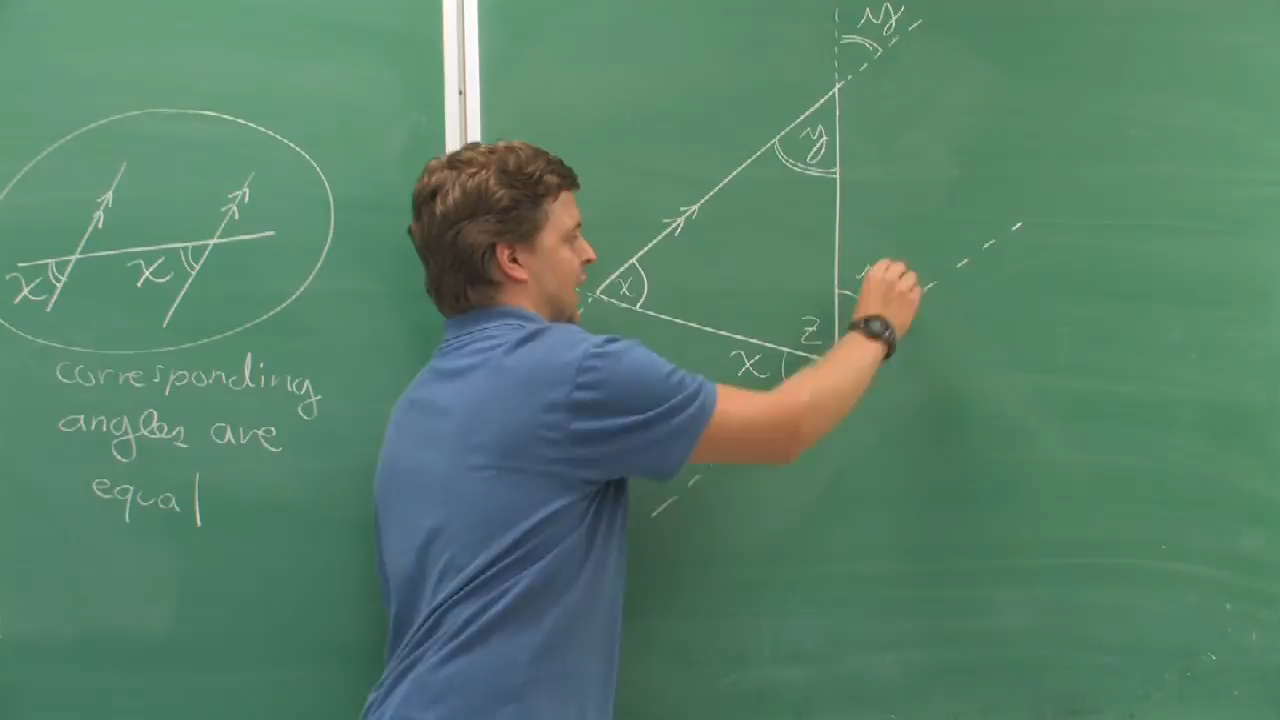 x
x
corresponding
angles are
equal
y
y
x
z
x